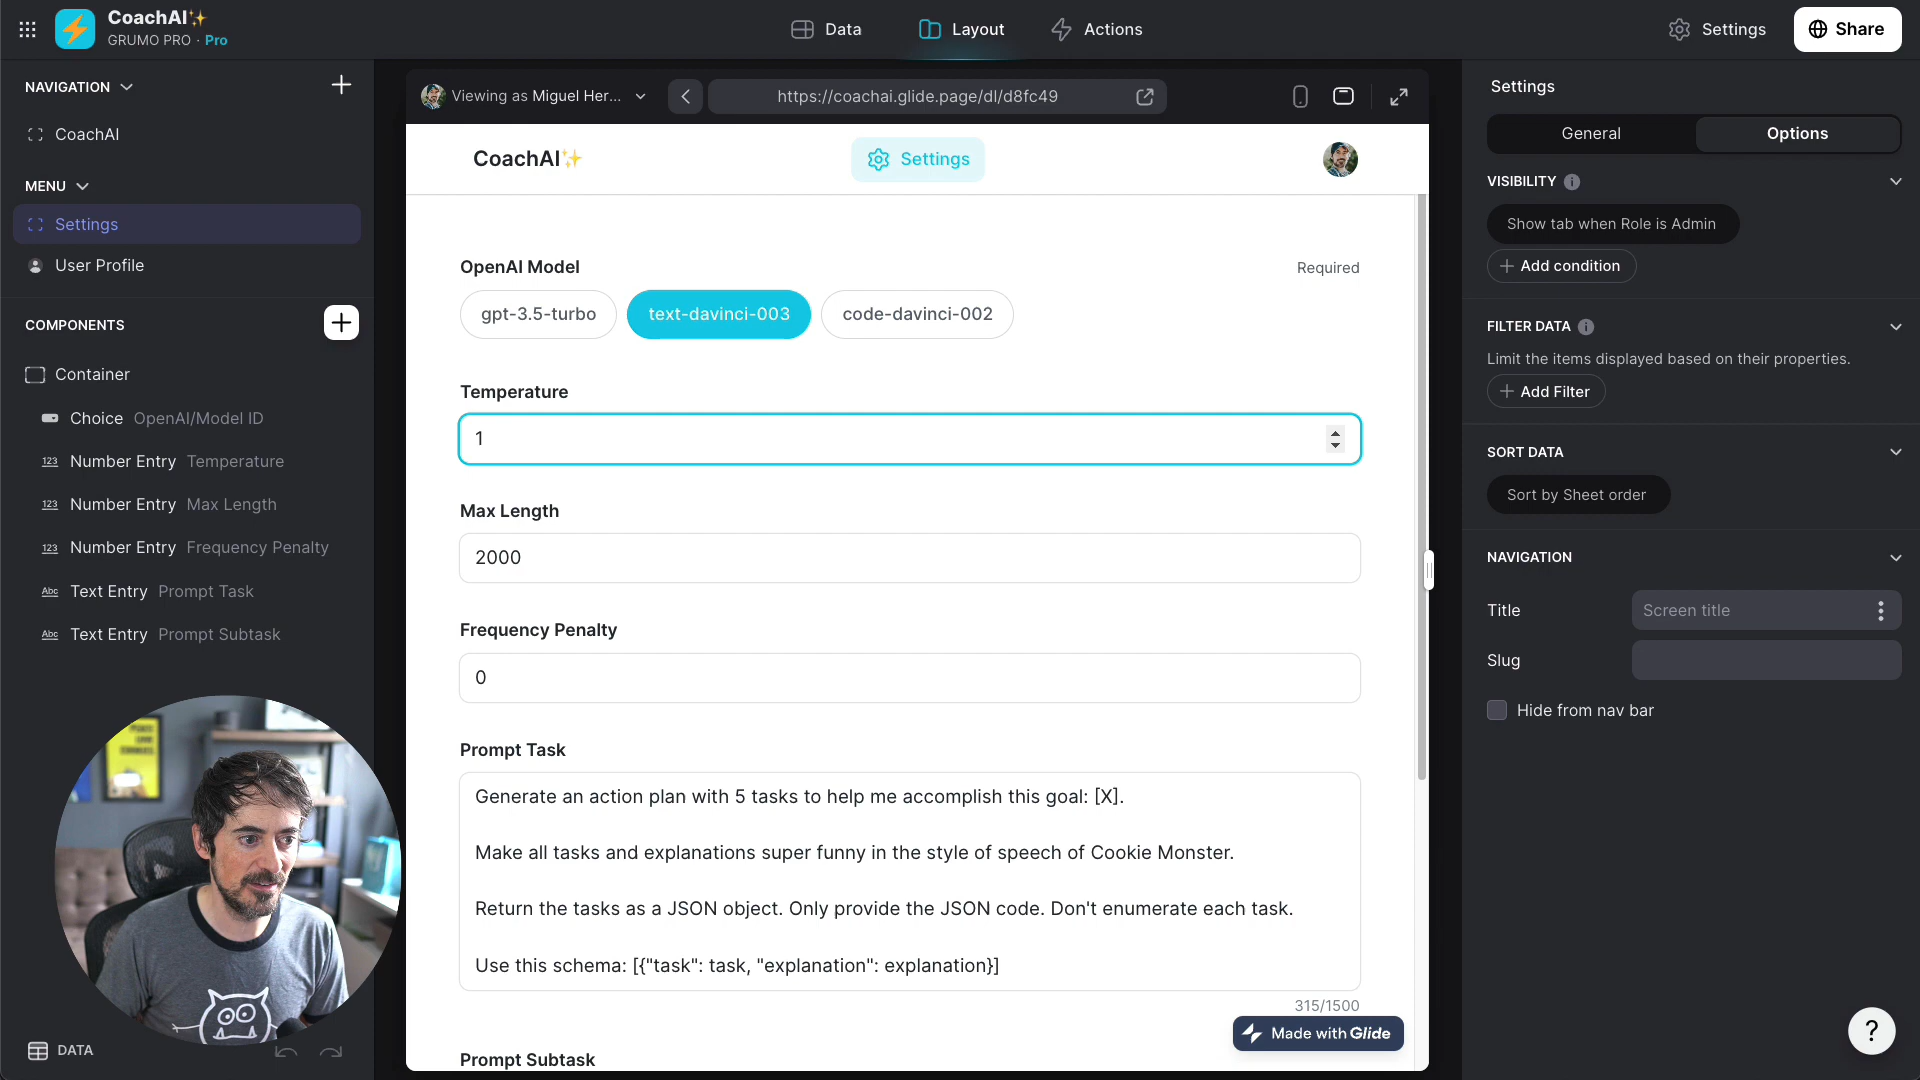 CoachAI✨
GRUMO PRO · Pro
Data
Layout
Actions
Settings
Share
NAVIGATION
CoachAI
MENU
Settings
User Profile
COMPONENTS
Container
Choice OpenAI/Model ID
Number Entry Temperature
Number Entry Max Length
Number Entry Frequency Penalty
Text Entry Prompt Task
Text Entry Prompt Subtask
DATA
Viewing as Miguel Her...
https://coachai.glide.page/dl/d8fc49
CoachAI✨
Settings
OpenAI Model
Required
gpt-3.5-turbo
text-davinci-003
code-davinci-002
Temperature
1
Max Length
2000
Frequency Penalty
0
Prompt Task
Generate an action plan with 5 tasks to help me accomplish this goal: [X].
Make all tasks and explanations super funny in the style of speech of Cookie Monster.
Return the tasks as a JSON object. Only provide the JSON code. Don't enumerate each task.
Use this schema: [{"task": task, "explanation": explanation}]
315/1500
Made with Glide
Prompt Subtask
Settings
General
Options
VISIBILITY
Show tab when Role is Admin
Add condition
FILTER DATA
Limit the items displayed based on their properties.
Add Filter
SORT DATA
Sort by Sheet order
NAVIGATION
Title
Screen title
Slug
Hide from nav bar
?